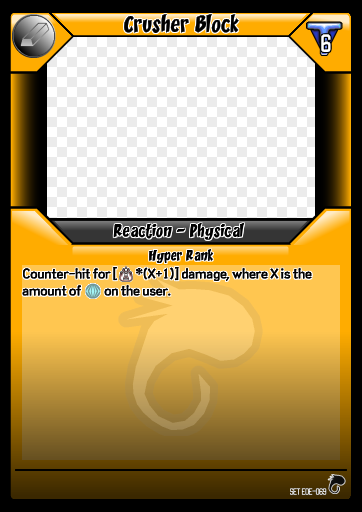 Crusher Block
6
Reaction - Physical
Hyper Rank
Counter-hit for [ *(X+1)] damage, where X is the
amount of on the user.
SET EOE-069